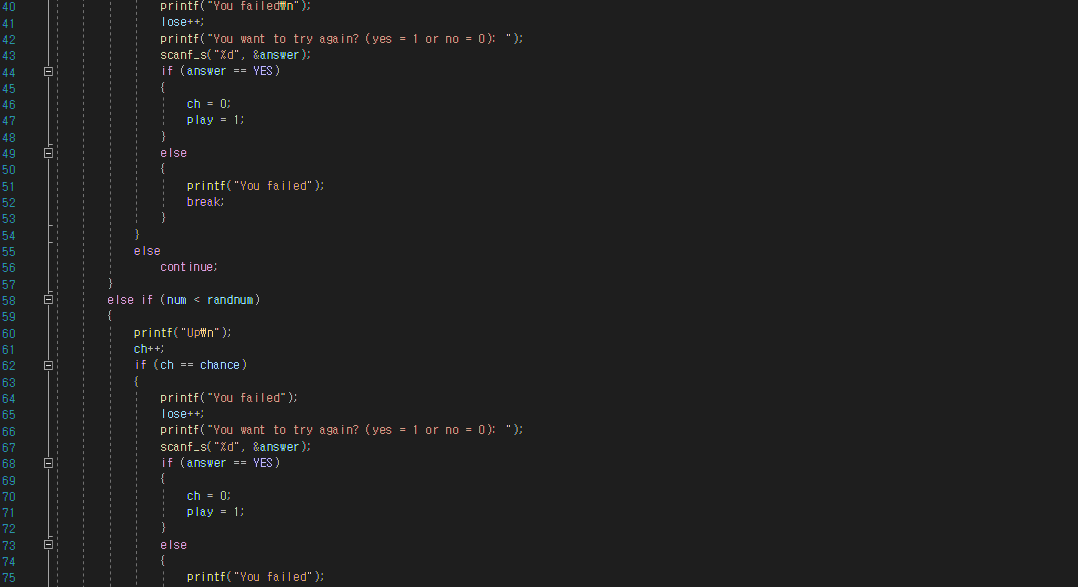 40 printf("You failed₩n");
41 lose++;
42 printf("You want to try again? (yes = 1 or no = 0): ");
43 scanf_s("%d", &answer);
44 if (answer == YES)
45 {
46 ch = 0;
47 play = 1;
48 }
49 else
50 {
51 printf("You failed");
52 break;
53 }
54 }
55 else
56 continue;
57 }
58 else if (num < randnum)
59 {
60 printf("Up₩n");
61 ch++;
62 if (ch == chance)
63 {
64 printf("You failed");
65 lose++;
66 printf("You want to try again? (yes = 1 or no = 0): ");
67 scanf_s("%d", &answer);
68 if (answer == YES)
69 {
70 ch = 0;
71 play = 1;
72 }
73 else
74 {
75 printf("You failed");